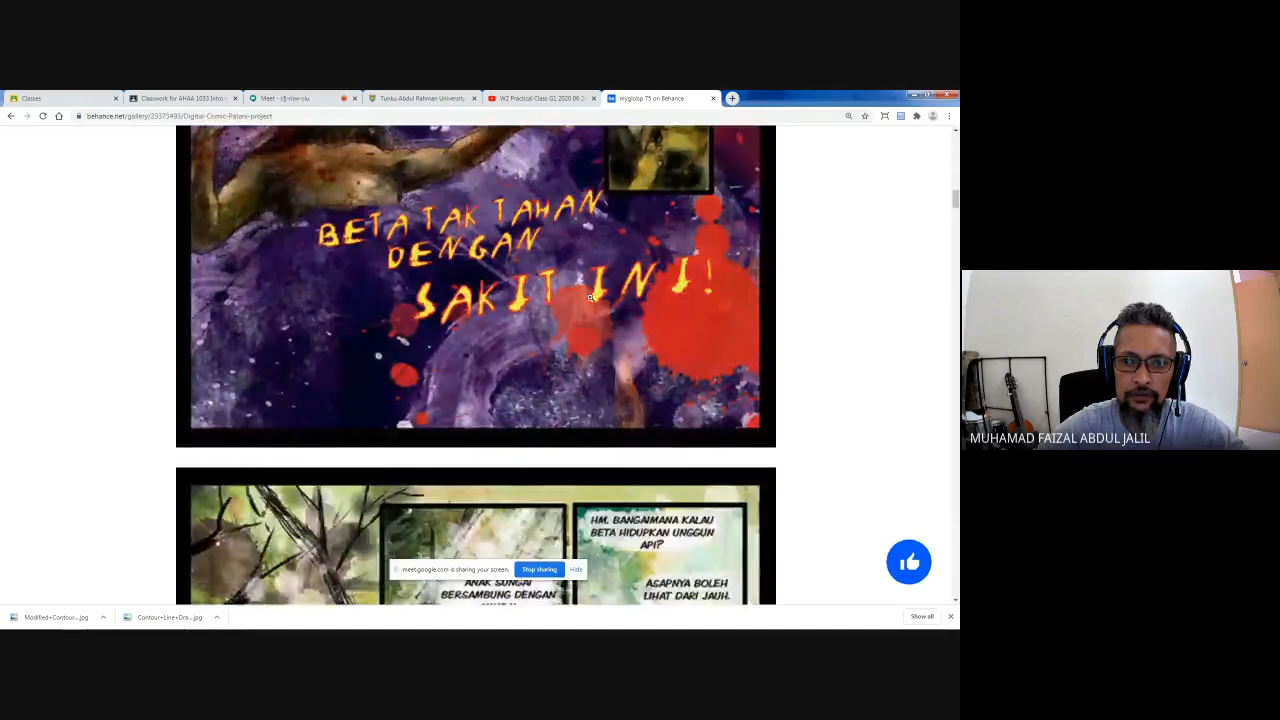 Classes
Classwork for AHAA 1033 Intro
Meet - cfj-risw-ciu
Tunku Abdul Rahman University
W2 Practical Class G1 2020 06 2
myglobp 75 on Behance
behance.net/gallery/23373493/Digital-Comic-Patani-project
BETA TAK TAHAN
DENGAN
SAKIT INI!
HM. BANGAIMANA KALAU
BETA HIDUPKAN UNGGUN
API?
meet.google.com is sharing your screen.
Stop sharing
Hide
ANAK SUNGAI
BERSAMBUNG DENGAN
ASAPNYA BOLEH
LIHAT DARI JAUH.
MUHAMAD FAIZAL ABDUL JALIL
Modified+Contour....jpg
Contour+Line+Dra....jpg
Show all